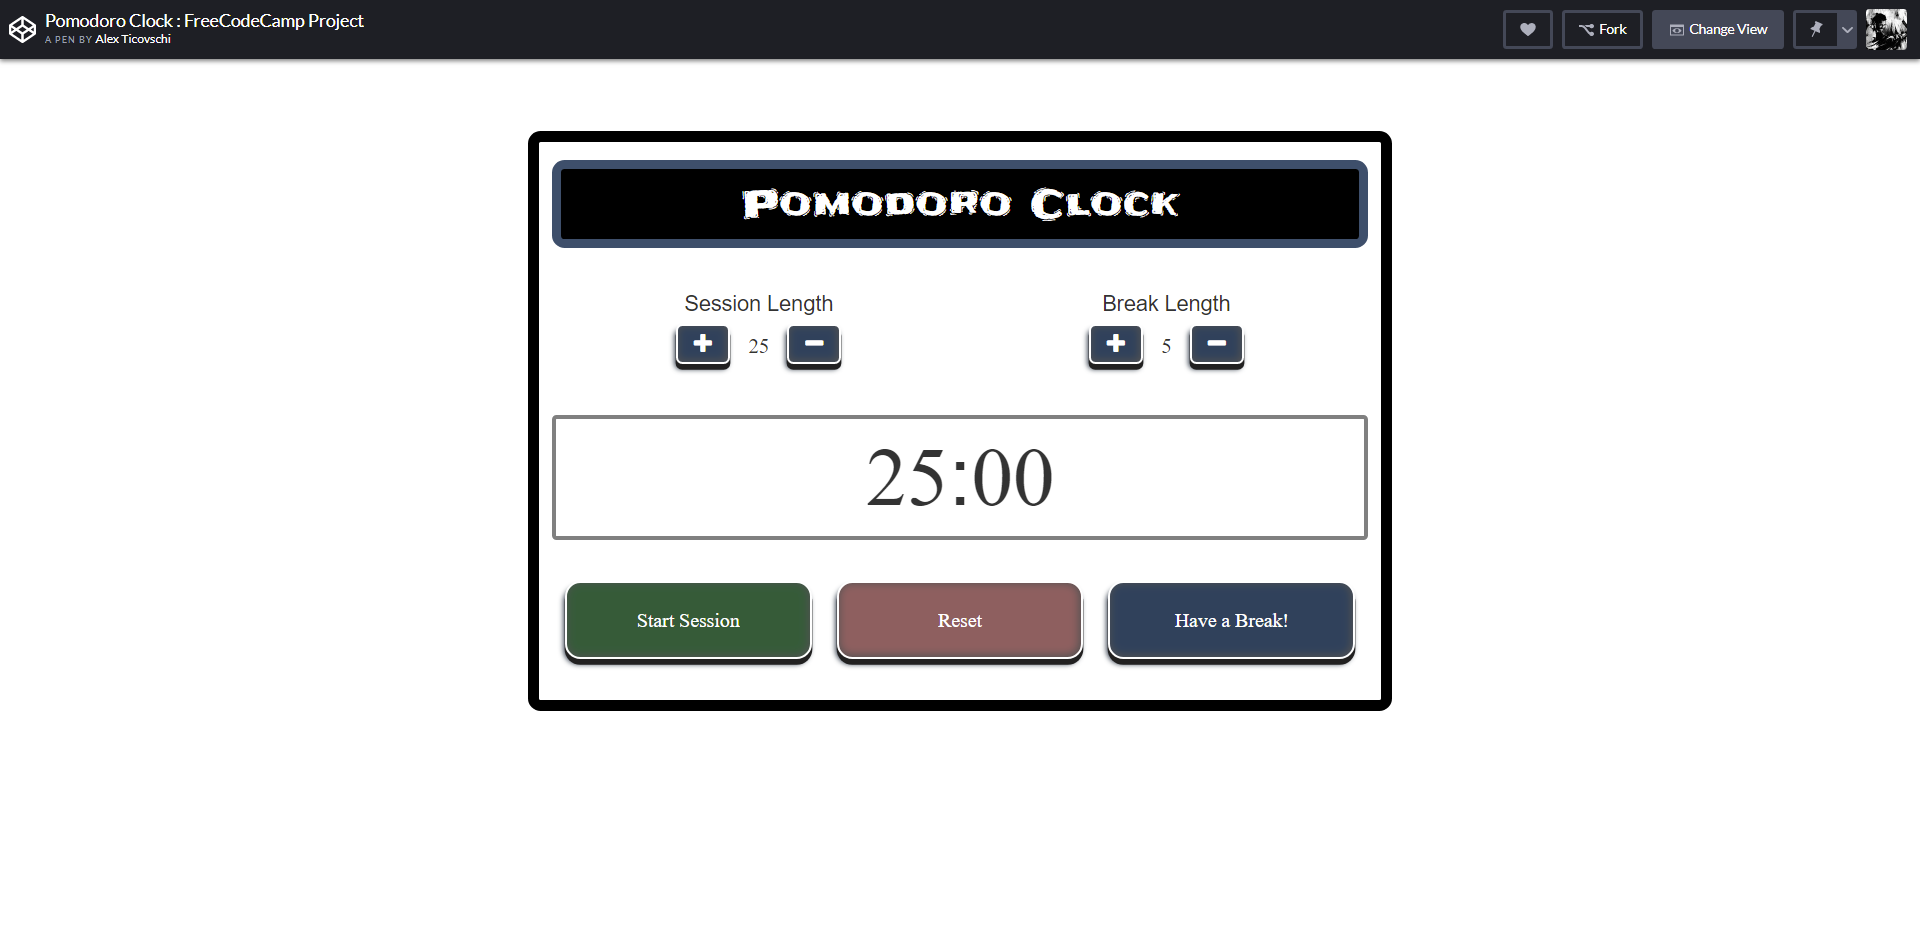 Pomodoro Clock : FreeCodeCamp Project
A PEN BY Alex Ticovschi
Fork
Change View
Pomodoro Clock
Session Length
Break Length
25
5
25:00
Start Session
Reset
Have a Break!